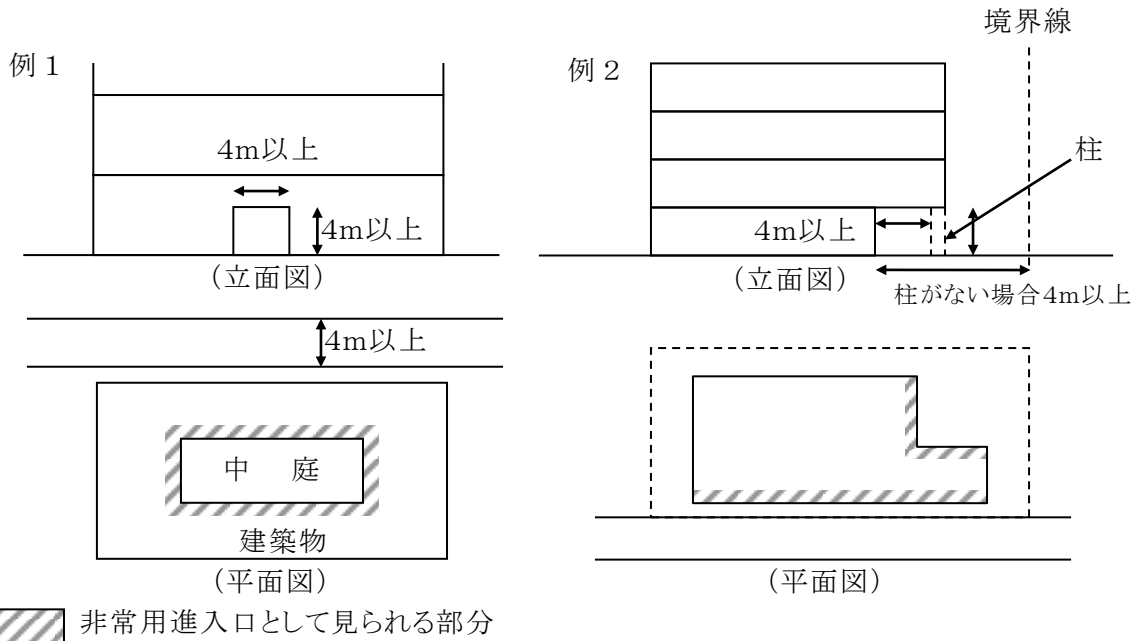 例1
4m以上
4m以上
(立面図)
4m以上
中 庭
建築物
(平面図)
非常用進入口として見られる部分
例2
境界線
柱
4m以上
(立面図)
柱がない場合4m以上
(平面図)